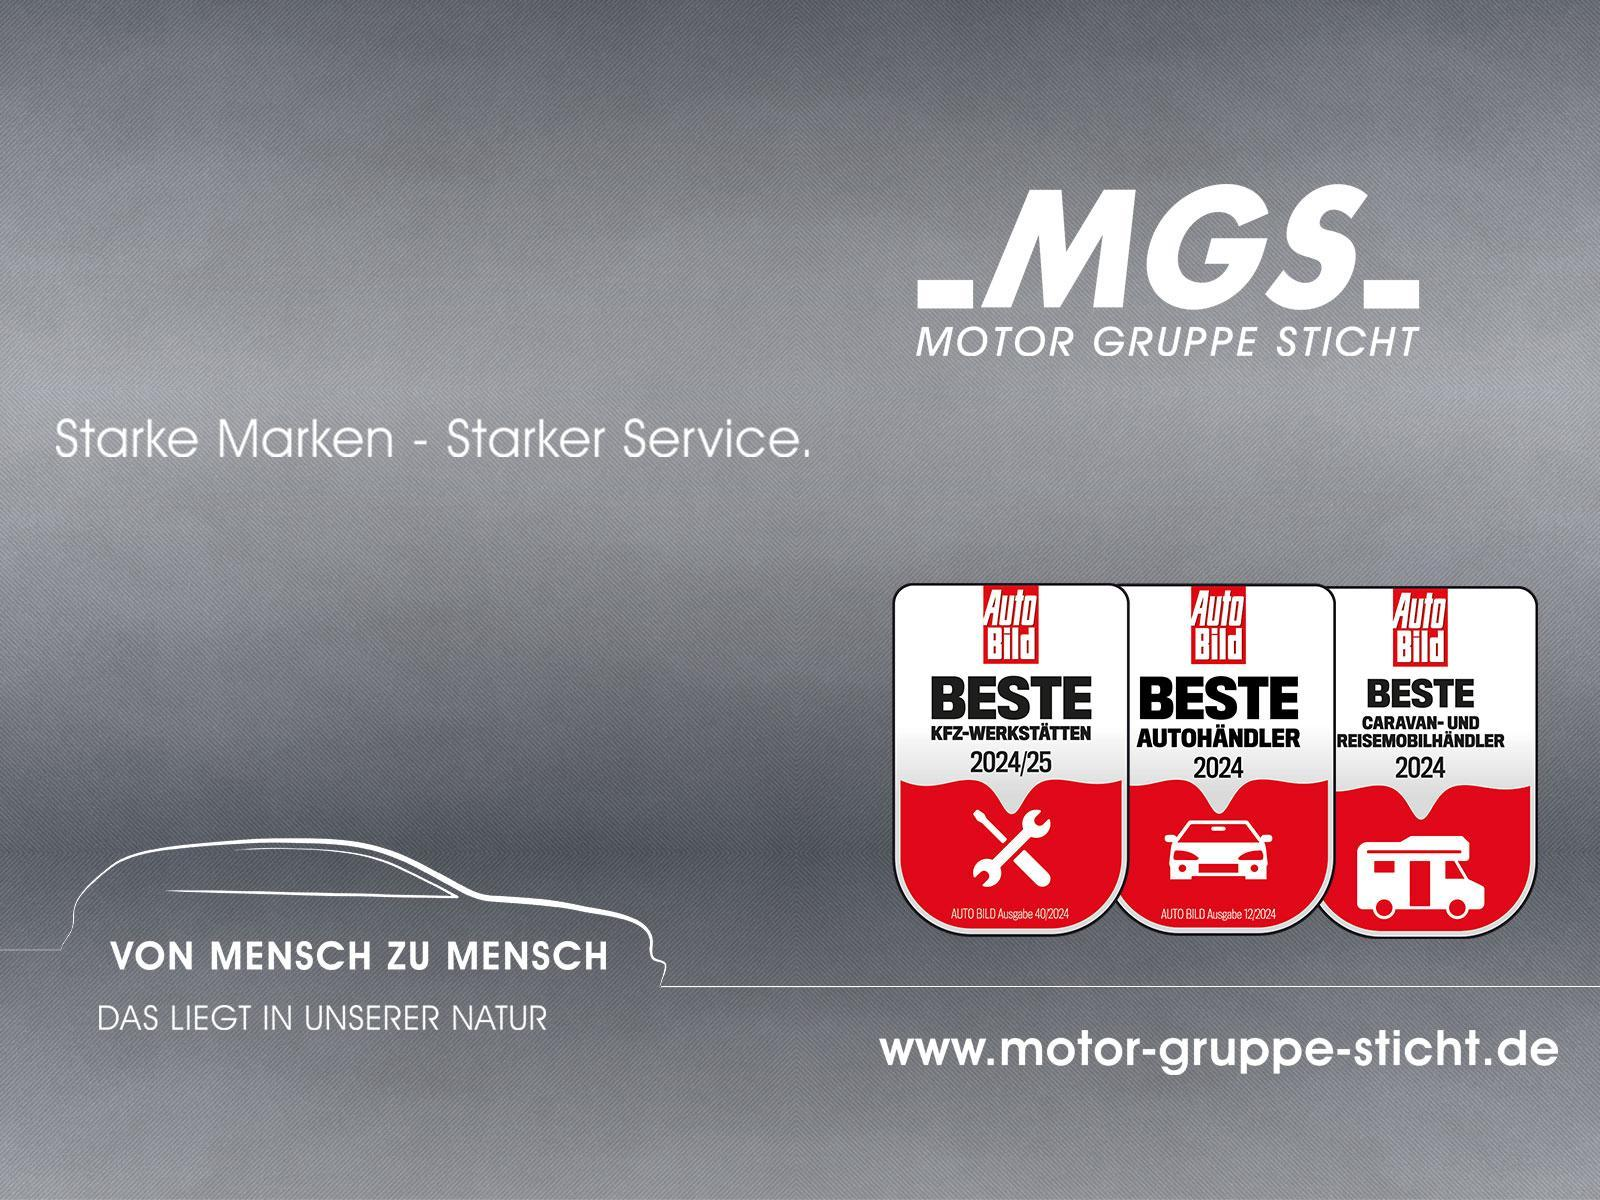 MGS
MOTOR GRUPPE STICHT
Starke Marken - Starker Service.
Auto
Bild
BESTE
KFZ-WERKSTÄTTEN
2024/25
AUTO BILD Ausgabe 40/2024
Auto
Bild
BESTE
AUTOHÄNDLER
2024
AUTO BILD Ausgabe 12/2024
Auto
Bild
BESTE
CARAVAN- UND
REISEMOBILHÄNDLER
2024
VON MENSCH ZU MENSCH
DAS LIEGT IN UNSERER NATUR
www.motor-gruppe-sticht.de